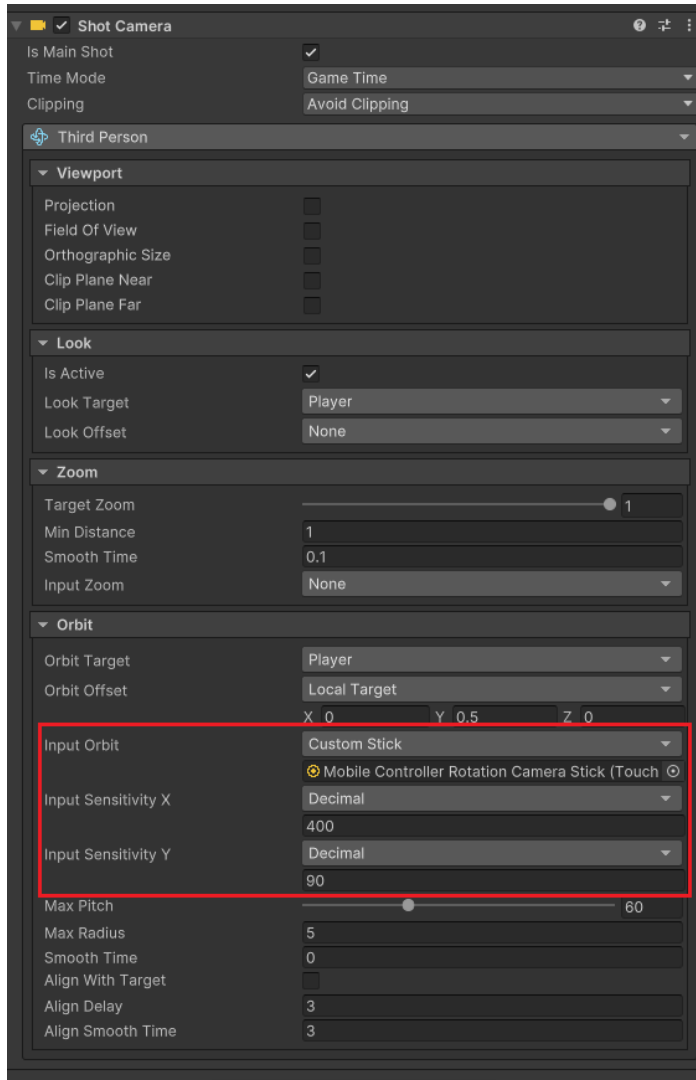 Shot Camera
Is Main Shot
Time Mode Game Time
Clipping Avoid Clipping
Third Person
Viewport
Projection
Field Of View
Orthographic Size
Clip Plane Near
Clip Plane Far
Look
Is Active
Look Target Player
Look Offset None
Zoom
Target Zoom 1
Min Distance 1
Smooth Time 0.1
Input Zoom None
Orbit
Orbit Target Player
Orbit Offset Local Target
X 0 Y 0.5 Z 0
Input Orbit Custom Stick
Mobile Controller Rotation Camera Stick (Touch
Input Sensitivity X Decimal
400
Input Sensitivity Y Decimal
90
Max Pitch 60
Max Radius 5
Smooth Time 0
Align With Target
Align Delay 3
Align Smooth Time 3